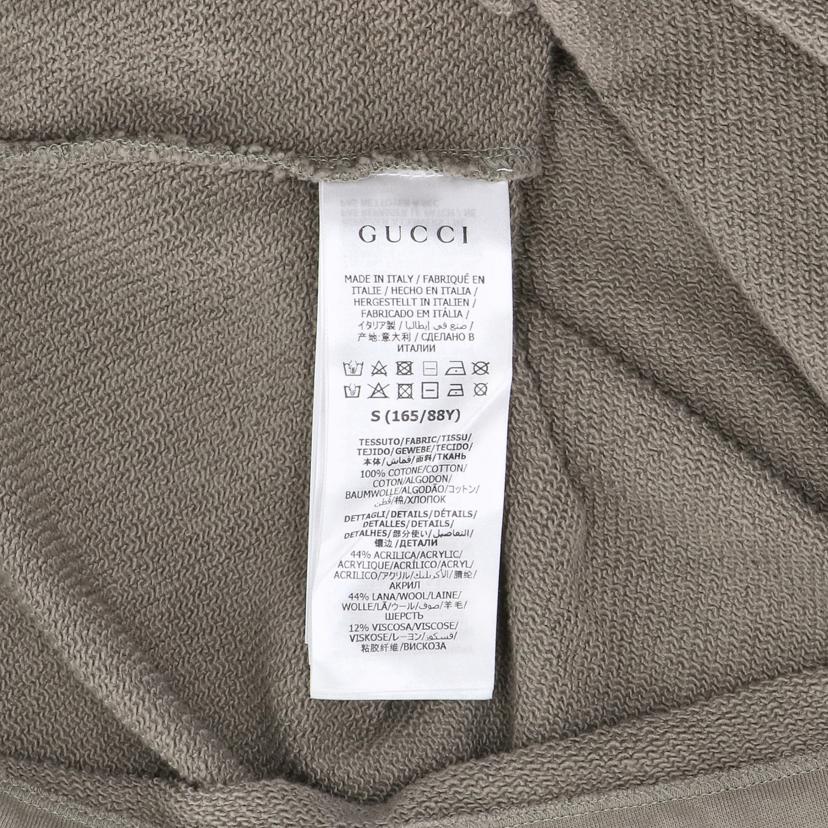 GUCCI
MADE IN ITALY / FABRIQUÉ EN
ITALIE / HECHO EN ITALIA /
HERGESTELLT IN ITALIEN /
FABRICADO EM ITÁLIA /
イタリア製 / صنع في إيطاليا /
产地:意大利 / СДЕЛАНО В
ИТАЛИИ
S (165/88Y)
TESSUTO/FABRIC/TISSU/
TEJIDO/GEWEBE/TECIDO/
本体/قماش/面料/ТКАНЬ
100% COTONE/COTTON/
COTON/ALGODON/
BAUMWOLLE/ALGODÃO/コットン/
قطن/棉/ХЛОПОК
DETTAGLI/DETAILS/DÉTAILS/
DETALLES/DETAILS/
DETALHES/部分使い/التفاصيل/
镶边/ДЕТАЛИ
44% ACRILICA/ACRYLIC/
ACRYLIQUE/ACRÍLICO/ACRYL/
ACRILICO/アクリル/الأكريليك/腈纶/
АКРИЛ
44% LANA/WOOL/LAINE/
WOLLE/LÃ/ウール/صوف/羊毛/
ШЕРСТЬ
12% VISCOSA/VISCOSE/
VISKOSE/レーヨン/فسكوز/
粘胶纤维/ВИСКОЗА